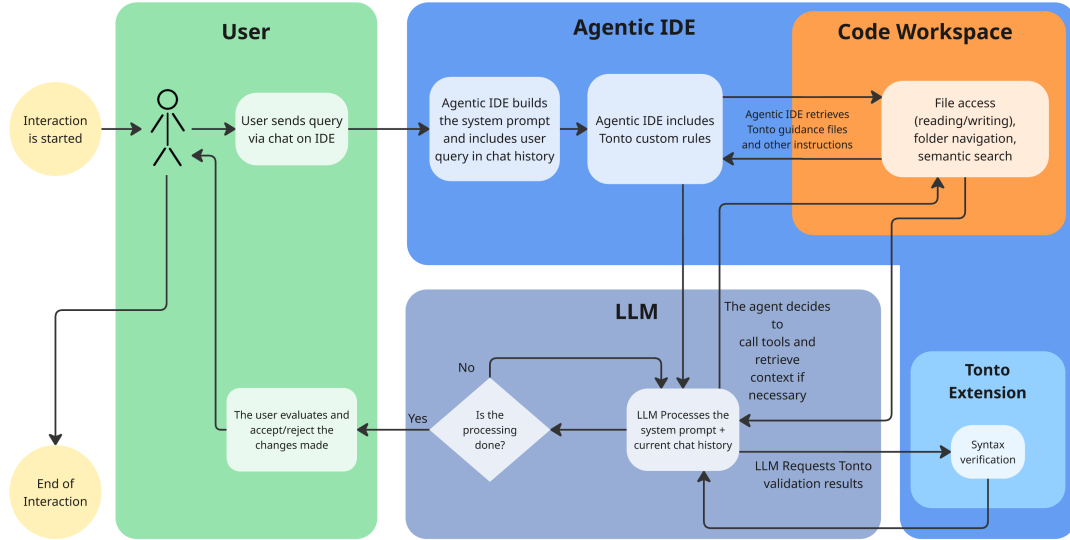 User
Agentic IDE
Code Workspace
Interaction
is started
User sends query
via chat on IDE
Agentic IDE builds
the system prompt
and includes user
query in chat history
Agentic IDE includes
Tonto custom rules
Agentic IDE retrieves
Tonto guidance files
and other instructions
File access
(reading/writing),
folder navigation,
semantic search
LLM
The agent decides
to
call tools and
retrieve
context if
necessary
Tonto
Extension
No
Yes
The user evaluates and
accept/reject the
changes made
Is the
processing
done?
LLM Processes the
system prompt +
current chat history
Syntax
verification
LLM Requests Tonto
validation results
End of
Interaction